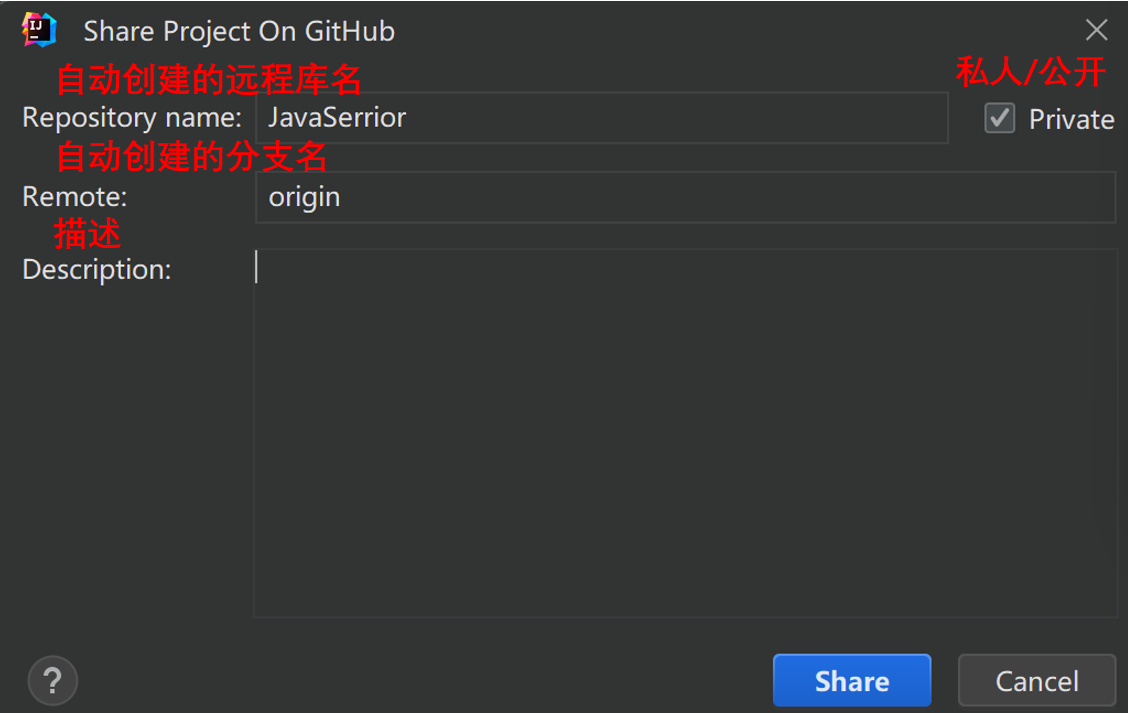 IJ
Share Project On GitHub
自动创建的远程库名
私人/公开
Repository name:
JavaSerrior
Private
自动创建的分支名
Remote:
origin
描述
Description:
?
Share
Cancel